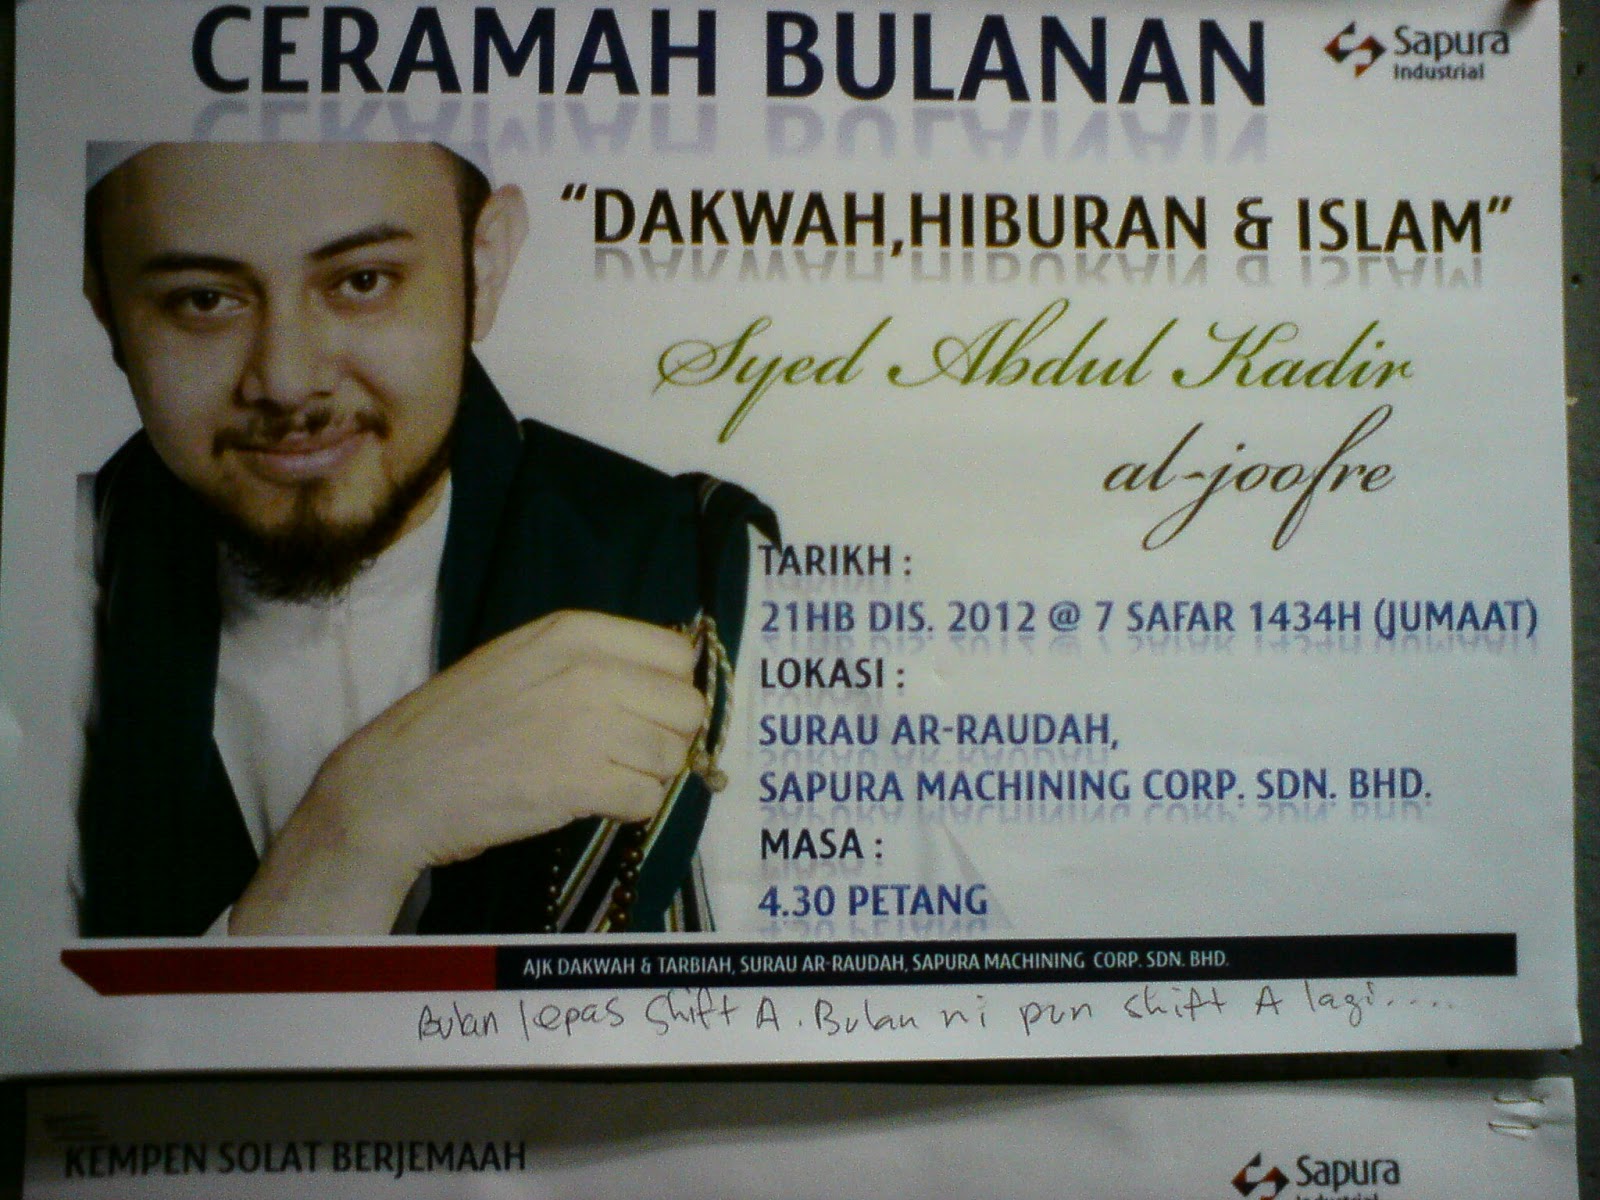 CERAMAH BULANAN
Sapura
Industrial
"DAKWAH,HIBURAN & ISLAM"
Syed Abdul Kadir
al-joofre
TARIKH :
21HB DIS. 2012 @ 7 SAFAR 1434H (JUMAAT)
LOKASI :
SURAU AR-RAUDAH,
SAPURA MACHINING CORP. SDN. BHD.
MASA :
4.30 PETANG
AJK DAKWAH & TARBIAH, SURAU AR-RAUDAH, SAPURA MACHINING CORP. SDN. BHD.
Bulan lepas shift A. Bulan ni pun shift A lagi.....
KEMPEN SOLAT BERJEMAAH
Sapura
Industrial